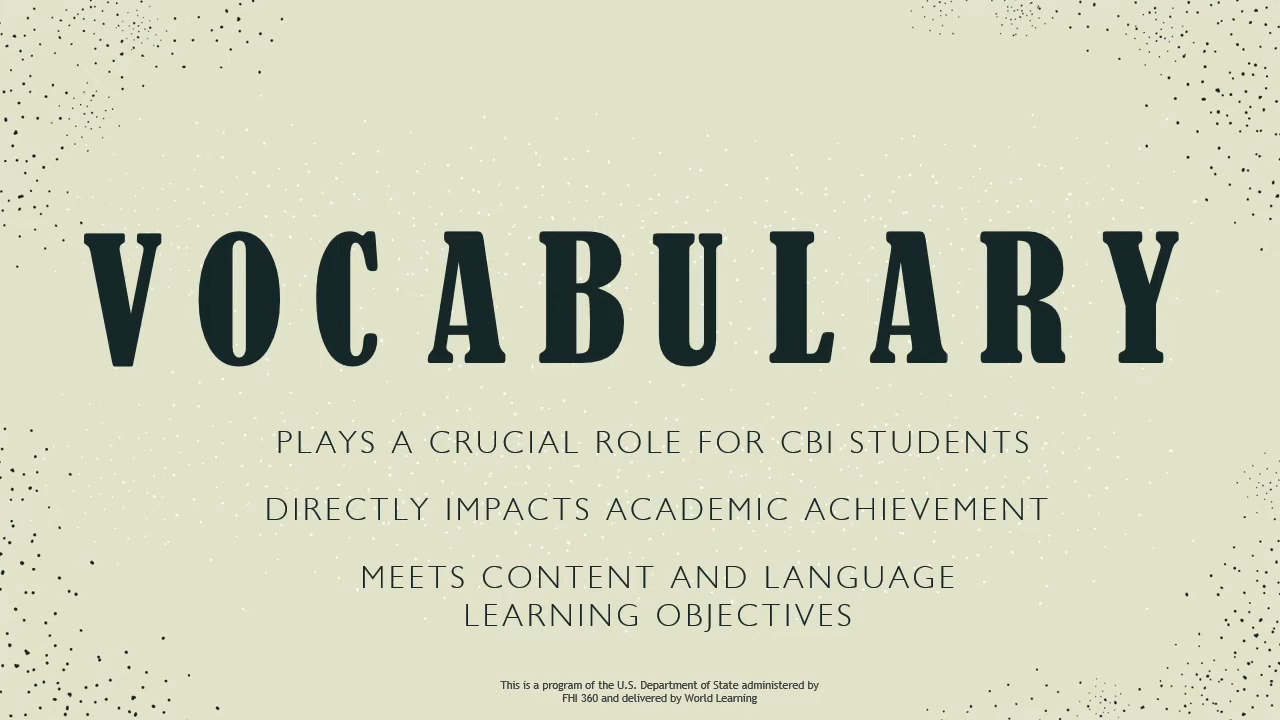 VOCABULARY
PLAYS A CRUCIAL ROLE FOR CBI STUDENTS
DIRECTLY IMPACTS ACADEMIC ACHIEVEMENT
MEETS CONTENT AND LANGUAGE
LEARNING OBJECTIVES
This is a program of the U.S. Department of State administered by
FHI 360 and delivered by World Learning